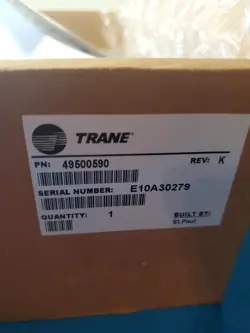 TRANE
PN: 49500590 REV: K
SERIAL NUMBER: E10A30279
QUANTITY: 1 BUILT BY:
St.Paul